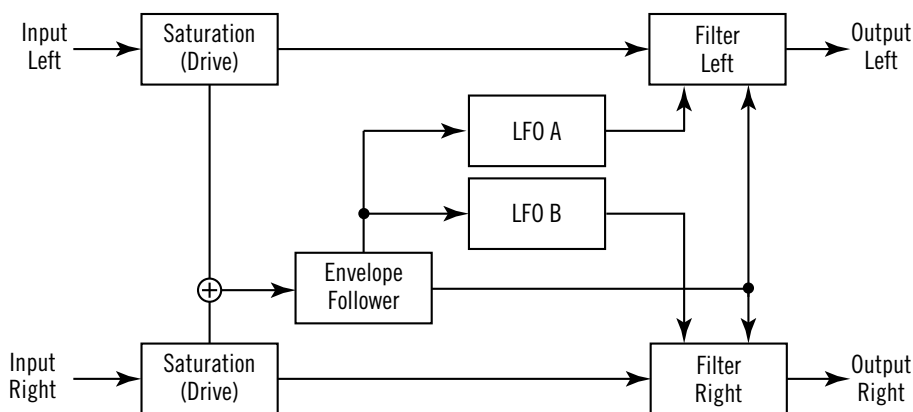 Input
Left
Saturation
(Drive)
Filter
Left
Output
Left
LFO A
LFO B
Envelope
Follower
Input
Right
Saturation
(Drive)
Filter
Right
Output
Right